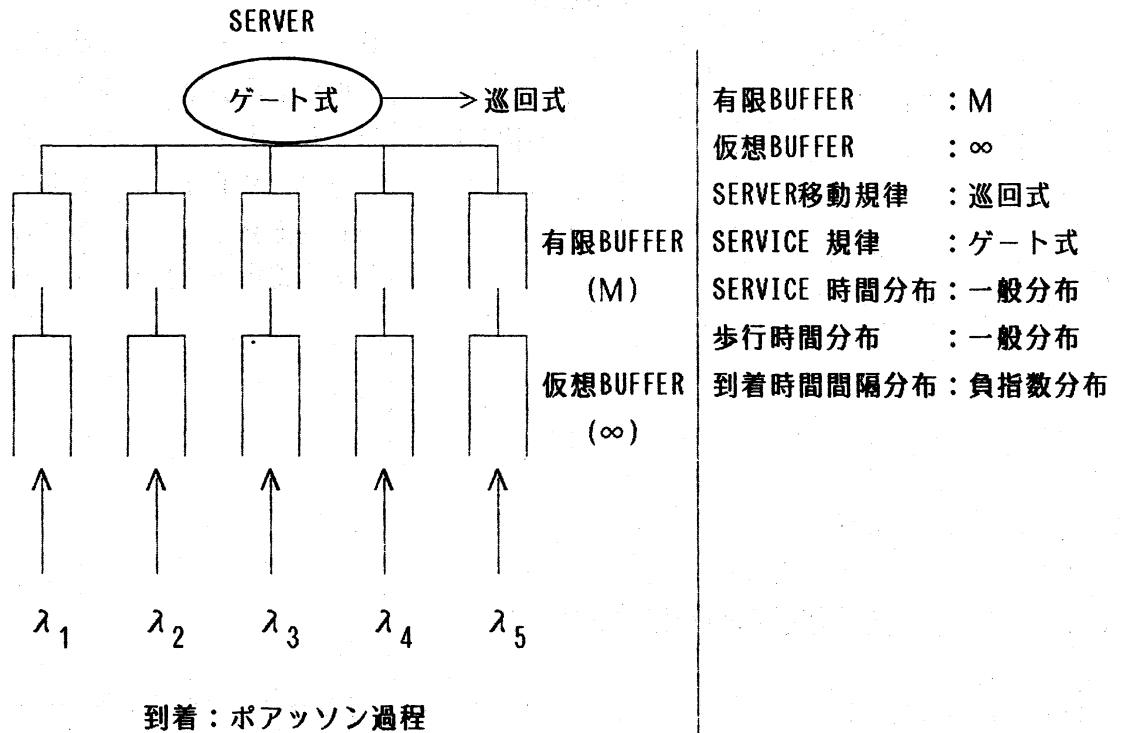 SERVER
ゲート式
巡回式
有限BUFFER
(M)
仮想BUFFER
(∞)
λ1 λ2 λ3 λ4 λ5
到着:ポアッソン過程
有限BUFFER :M
仮想BUFFER :∞
SERVER移動規律 :巡回式
SERVICE 規律 :ゲート式
SERVICE 時間分布:一般分布
歩行時間分布 :一般分布
到着時間間隔分布:負指数分布